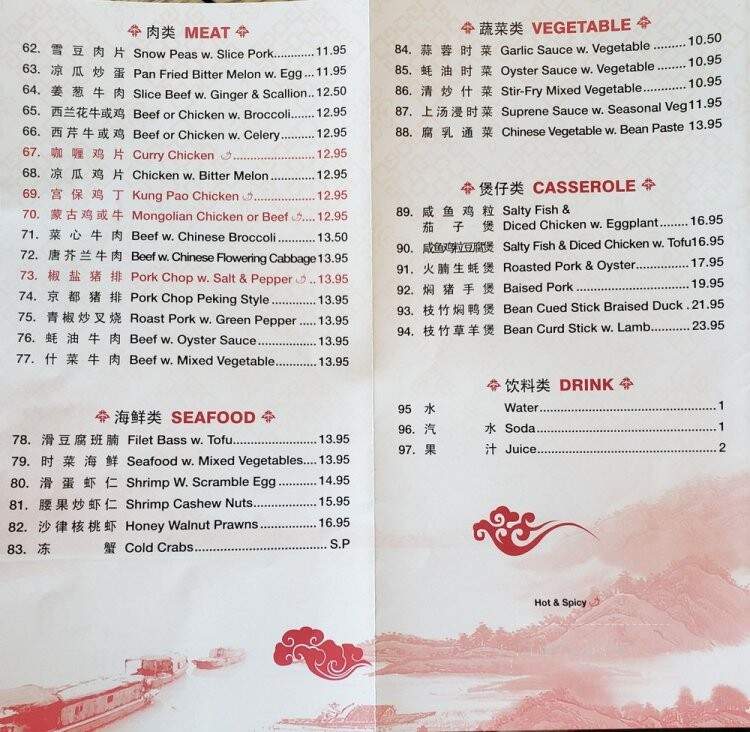 肉类 MEAT
62. 雪豆肉片 Snow Peas w. Slice Pork...........11.95
63. 凉瓜炒蛋 Pan Fried Bitter Melon w. Egg ...11.95
64. 姜葱牛肉 Slice Beef w. Ginger & Scallion..12.50
65. 西兰花牛或鸡 Beef or Chicken w. Broccoli.......12.95
66. 西芹牛或鸡 Beef or Chicken w. Celery.........12.95
67. 咖喱鸡片 Curry Chicken ........................12.95
68. 凉瓜鸡片 Chicken w. Bitter Melon ...........12.95
69. 宫保鸡丁 Kung Pao Chicken ..................12.95
70. 蒙古鸡或牛 Mongolian Chicken or Beef ....12.95
71. 菜心牛肉 Beef w. Chinese Broccoli .........13.50
72. 唐芥兰牛肉 Beef w. Chinese Flowering Cabbage13.95
73. 椒盐猪排 Pork Chop w. Salt & Pepper ..13.95
74. 京都猪排 Pork Chop Peking Style ...........13.95
75. 青椒炒叉烧 Roast Pork w. Green Pepper .....13.95
76. 蚝油牛肉 Beef w. Oyster Sauce..............13.95
77. 什菜牛肉 Beef w. Mixed Vegetable..........13.95
海鲜类 SEAFOOD
78. 滑豆腐班腩 Filet Bass w. Tofu....................13.95
79. 时菜海鲜 Seafood w. Mixed Vegetables....13.95
80. 滑蛋虾仁 Shrimp W. Scramble Egg .........14.95
81. 腰果炒虾仁 Shrimp Cashew Nuts...............15.95
82. 沙律核桃虾 Honey Walnut Prawns..............16.95
83. 冻蟹 Cold Crabs................................S.P
蔬菜类 VEGETABLE
84. 蒜蓉时菜 Garlic Sauce w. Vegetable ........10.50
85. 蚝油时菜 Oyster Sauce w. Vegetable .......10.95
86. 清炒什菜 Stir-Fry Mixed Vegetable...........10.95
87. 上汤浸时菜 Suprene Sauce w. Seasonal Veg11.95
88. 腐乳通菜 Chinese Vegetable w. Bean Paste 13.95
煲仔类 CASSEROLE
89. 咸鱼鸡粒 Salty Fish &
茄子煲 Diced Chicken w. Eggplant.......16.95
90. 咸鱼鸡粒豆腐煲 Salty Fish & Diced Chicken w. Tofu16.95
91. 火腩生蚝煲 Roasted Pork & Oyster.............17.95
92. 焖猪手煲 Baised Pork ...........................19.95
93. 枝竹焖鸭煲 Bean Cued Stick Braised Duck . 21.95
94. 枝竹草羊煲 Bean Curd Stick w. Lamb..........23.95
饮料类 DRINK
95 水 Water..........................................1
96. 汽水 Soda...........................................1
97. 果汁 Juice...........................................2
Hot & Spicy